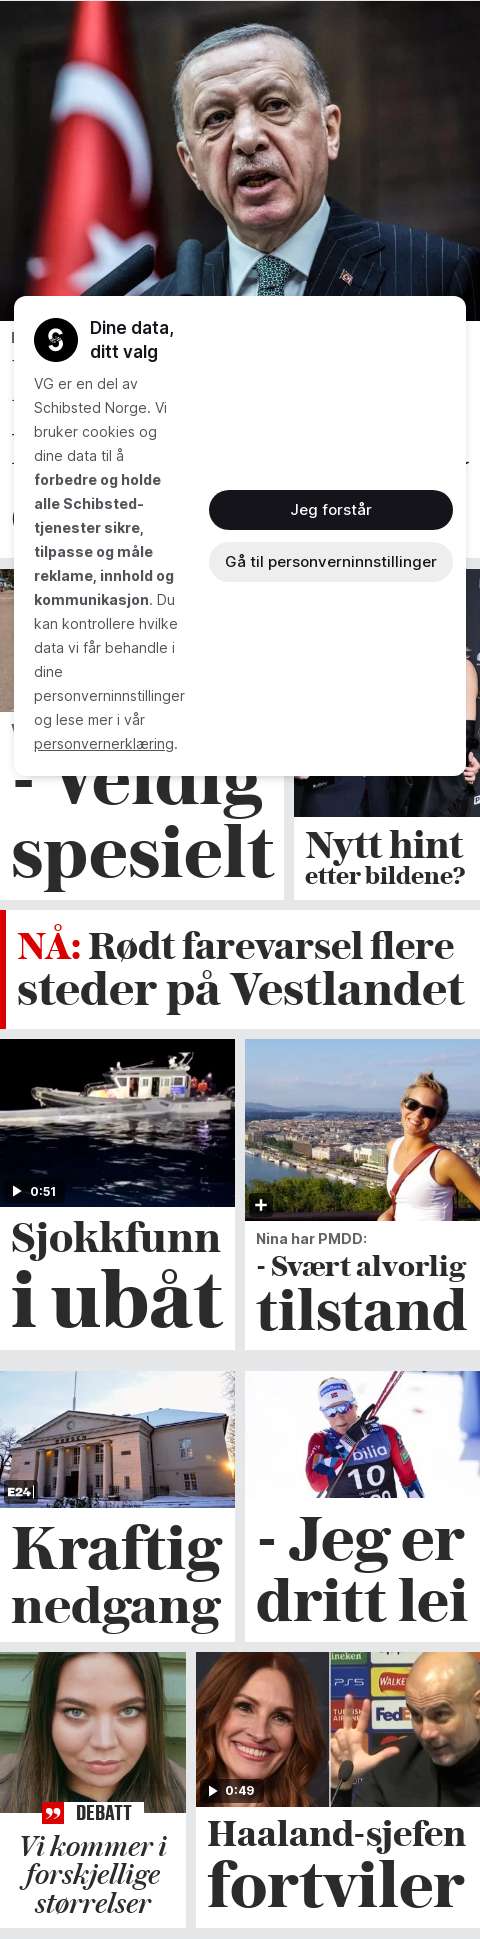 Dine data,
ditt valg
VG er en del av
Schibsted Norge. Vi
bruker cookies og
dine data til å
forbedre og holde
alle Schibsted-
tjenester sikre,
tilpasse og måle
reklame, innhold og
kommunikasjon. Du
kan kontrollere hvilke
data vi får behandle i
dine
personverninnstillinger
og lese mer i vår
personvernerklæring.
Jeg forstår
Gå til personverninnstillinger
- Veldig
spesielt
Nytt hint
etter bildene?
NÅ: Rødt farevarsel flere
steder på Vestlandet
0:51
Sjokkfunn
i ubåt
Nina har PMDD:
- Svært alvorlig
tilstand
BØRSEN
E24
Kraftig
nedgang
bilia
10
- Jeg er
dritt lei
DEBATT
Vi kommer i
forskjellige
størrelser
PS5
0:49
Haaland-sjefen
fortviler